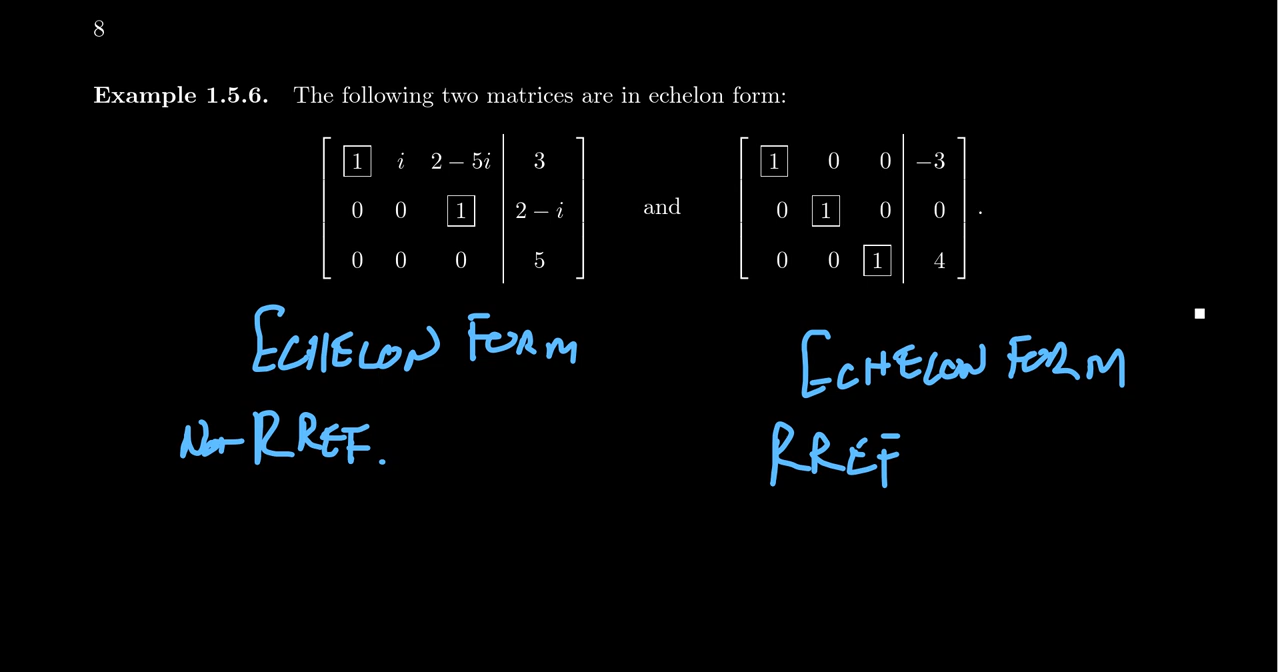 8
Example 1.5.6. The following two matrices are in echelon form:
1 i 2 − 5i 3
0 0 1 2 − i
0 0 0 5
and
1 0 0 −3
0 1 0 0
0 0 1 4
.
ECHELON FORM
Not RREF.
ECHELON FORM
RREF